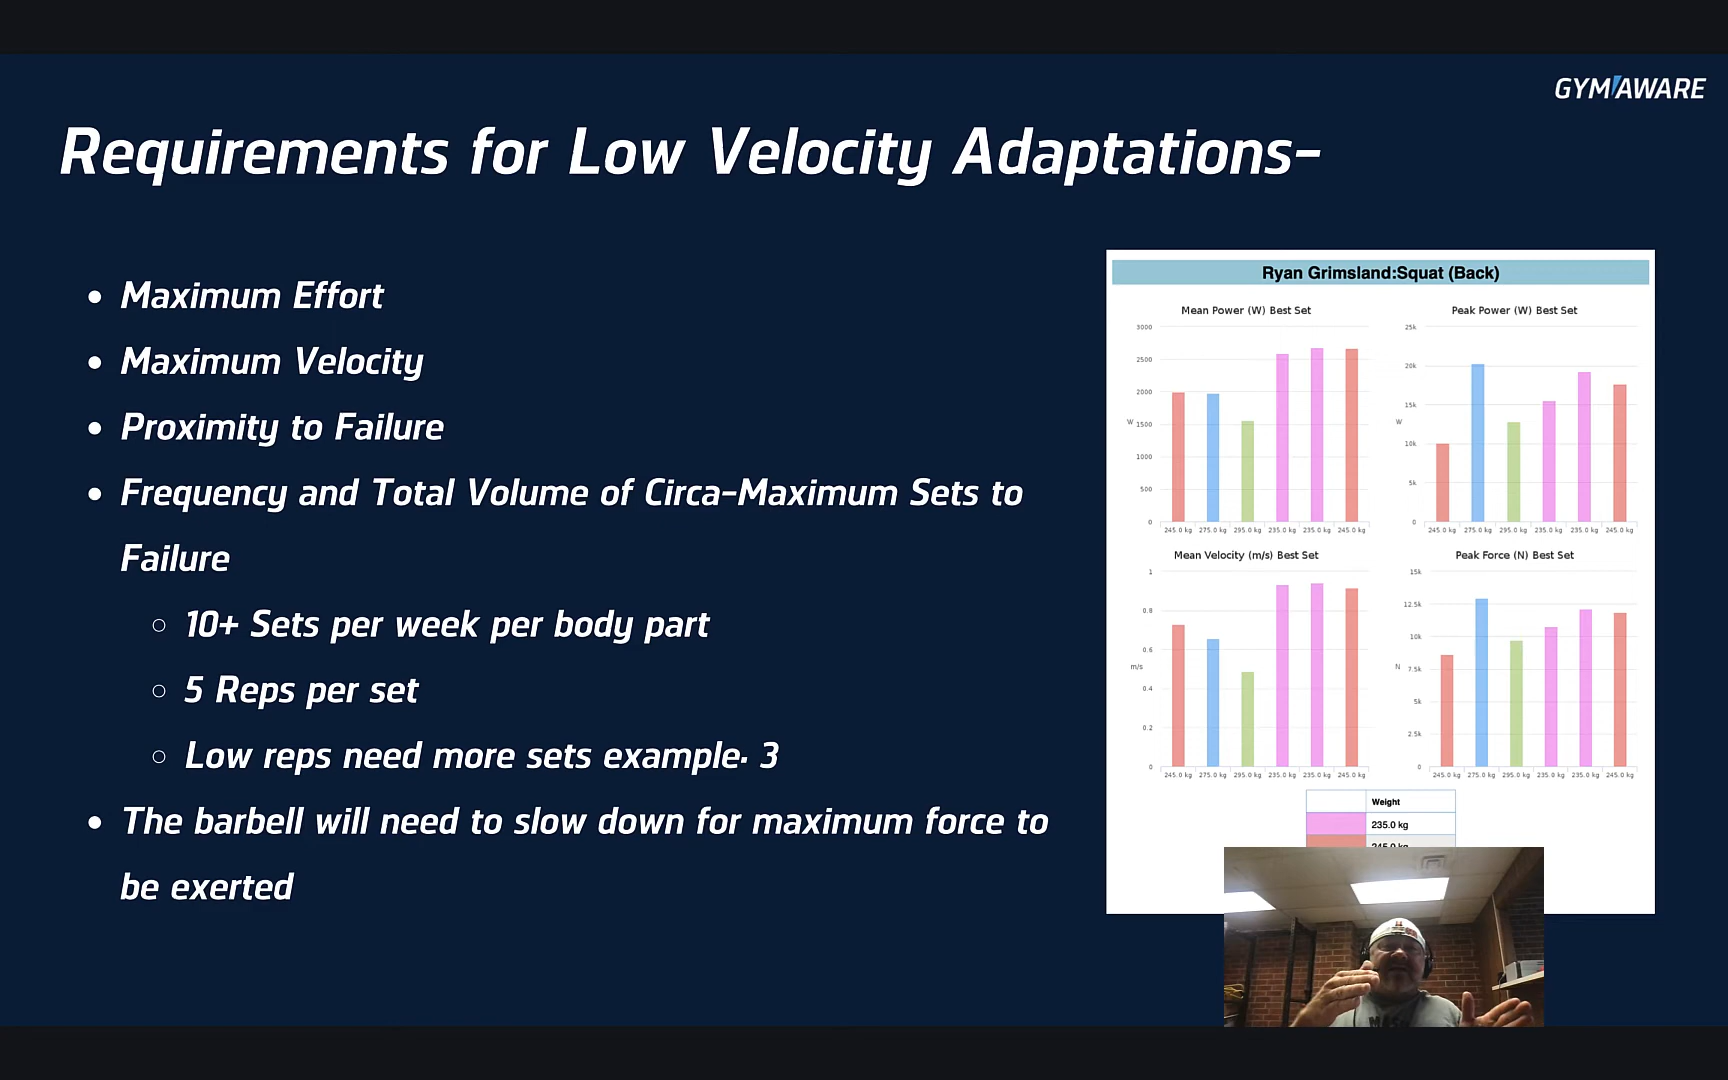 GYMAWARE
Requirements for Low Velocity Adaptations-
• Maximum Effort
• Maximum Velocity
• Proximity to Failure
• Frequency and Total Volume of Circa-Maximum Sets to
Failure
○ 10+ Sets per week per body part
○ 5 Reps per set
○ Low reps need more sets example. 3
• The barbell will need to slow down for maximum force to
be exerted
Ryan Grimsland:Squat (Back)
Mean Power (W) Best Set
3000
2500
2000
W 1500
1000
500
0
245.0 kg 275.0 kg 295.0 kg 235.0 kg 235.0 kg 245.0 kg
Peak Power (W) Best Set
25k
20k
15k
W
10k
5k
0
245.0 kg 275.0 kg 295.0 kg 235.0 kg 235.0 kg 245.0 kg
Mean Velocity (m/s) Best Set
1
0.8
0.6
m/s
0.4
0.2
0
245.0 kg 275.0 kg 295.0 kg 235.0 kg 235.0 kg 245.0 kg
Peak Force (N) Best Set
15k
12.5k
10k
N 7.5k
5k
2.5k
0
245.0 kg 275.0 kg 295.0 kg 235.0 kg 235.0 kg 245.0 kg
Weight
235.0 kg
245.0 kg